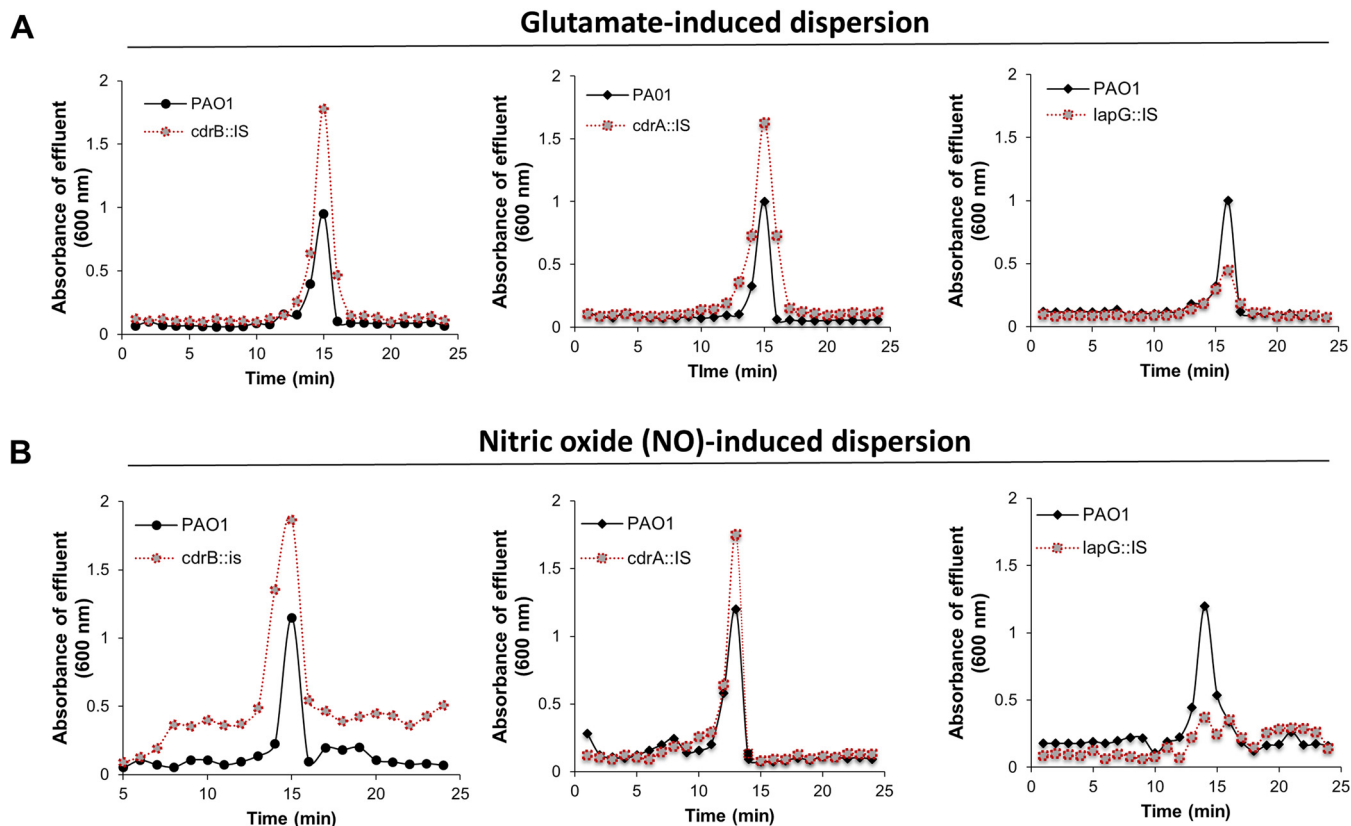 A
Glutamate-induced dispersion
Absorbance of effluent
(600 nm)
2
1.5
1
0.5
0
PAO1
cdrB::IS
0 5 10 15 20 25
Time (min)
Absorbance of effluent
(600 nm)
2
1.5
1
0.5
0
PA01
cdrA::IS
0 5 10 15 20 25
TIme (min)
Absorbance of effluent
(600 nm)
2
1.5
1
0.5
0
PAO1
lapG::IS
0 5 10 15 20 25
Time (min)
B
Nitric oxide (NO)-induced dispersion
Absorbance of effluent
(600 nm)
2
1.5
1
0.5
0
PAO1
cdrB::is
5 10 15 20 25
Time (min)
Absorbance of effluent
(600 nm)
2
1.5
1
0.5
0
PAO1
cdrA::IS
0 5 10 15 20 25
Time (min)
Absorbance of effluent
(600 nm)
2
1.5
1
0.5
0
PAO1
lapG::IS
0 5 10 15 20 25
Time (min)